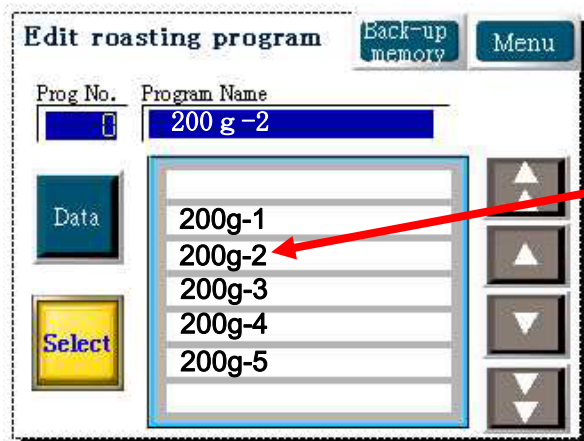 Edit roasting program
Back-up
memory
Menu
Prog No.
Program Name
0
200 g -2
Data
200g-1
200g-2
200g-3
200g-4
200g-5
Select